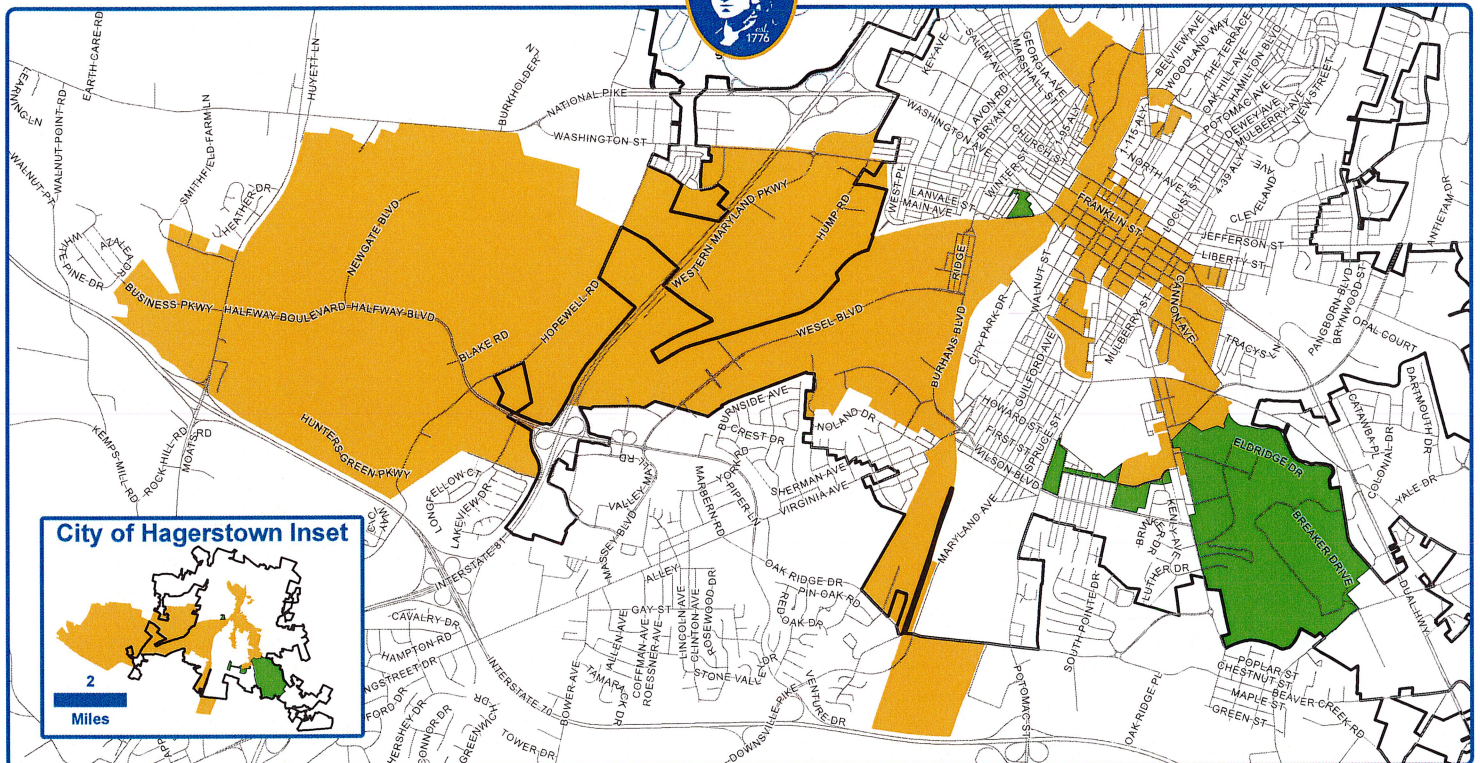 est.
1776
EARTH-CARE-RD
HUYETT-LN
WALNUT-POINT-RD
SMITHFIELD-FARM-LN
BURKHOLDER
NATIONAL-PIKE
WASHINGTON-ST
KEY-AVE
SALEM-AVE
GEORGIA-AVE
MARSHALL-ST
AVON-RD
BRYAN-PL
WASHINGTON-AVE
CHURCH-ST
WINTER-ST
1-95 ALY
1-115 ALY
BELVIEW-AVE
WOODLAND-WAY
THE-TERRACE
OAK-HILL-AVE
HAMILTON-BLVD
POTOMAC-AVE
DEWEY-AVE
MULBERRY-AVE
VIEW-STREET
NORTH-AVE
4-39 ALY
LOCUST-ST
CLEVELAND
AVE
ANTIETAM-DR
WALNUT-PT
HEATHER-DR
AZALEA-DR
WHITE-PINE-DR
NEWGATE-BLVD
WESTERN-MARYLAND-PKWY
HUMP-RD
WEST-PL
LANVALE-ST
MAIN-AVE
FRANKLIN-ST
JEFFERSON-ST
LIBERTY-ST
BUSINESS-PKWY
HALFWAY-BOULEVARD-HALFWAY-BLVD
HOPEWELL-RD
BLAKE-RD
WESEL-BLVD
RIDGE
BURHANS-BLVD
CITY-PARK-DR
WALNUT-ST
GUILFORD-AVE
MULBERRY-ST
CANNON-AVE
TRACYS-LN
PANGBORN-BLVD
BRYNWOOD-ST
OPAL-COURT
DARTMOUTH-DR
CATAWBA-PL
COLONIAL-DR
YALE-DR
KEMPS-MILL-RD
ROCK-HILL-RD
MOATS-RD
HUNTERS-GREEN-PKWY
BURNSIDE-AVE
CREST-DR
NOLAND-DR
HOWARD-ST
FIRST-ST
SPRUCE-ST
WILSON-BLVD
ELDRIDGE-DR
BREAKER-DRIVE
DUAL-HWY
LONGFELLOW-CT
LAKEVIEW-DR
VALLEY-MALL
RD
MASSEY-BLVD
MARBERN-RD
YORK
RD
PIPER-LN
SHERMAN-AVE
VIRGINIA-AVE
MARYLAND-AVE
KENLY-AVE
LUTHER-DR
WAY
INTERSTATE-81
ALLEY
OAK RIDGE DR
PIN-OAK-RD
RED
OAK-DR
GAY-ST
ALLEN-AVE
COFFMAN-AVE
ROESSNER-AVE
LINCOLN-AVE
CLINTON-AVE
ROSEWOOD-DR
TAMARACK DR
STONE VALLEY-DR
SOUTH-POINTE-DR
CAVALRY-DR
HAMPTON-RD
INTERSTATE 70
BOWER-AVE
TOWER-DR
DOWNSVILLE-PIKE
VENTURE-DR
POTOMAC-ST
OAK-RIDGE-PL
POPLAR-ST
CHESTNUT-ST
MAPLE-ST
GREEN-ST
BEAVER-CREEK-RD
City of Hagerstown Inset
2
Miles